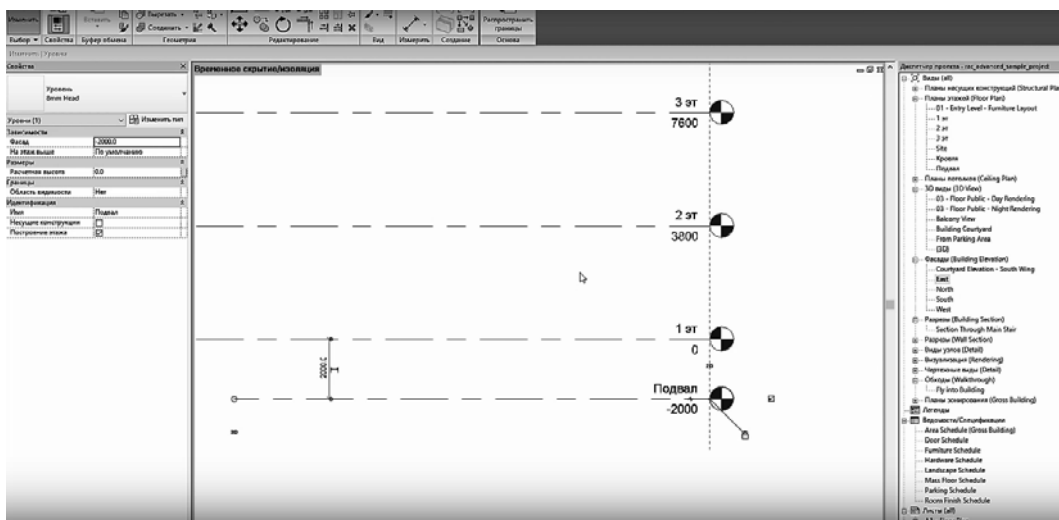 Изменить
Вставить
Вырезать
Соединить
Распространить
границы
Выбор
Свойства
Буфер обмена
Геометрия
Редактирование
Вид
Измерить
Создание
Основа
Изменить | Уровни
Свойства
Уровень
8mm Head
Уровни (1)
Изменить тип
Зависимости
Фасад
-2000.0
На этаж выше
По умолчанию
Размеры
Расчетная высота
0.0
Границы
Область видимости
Нет
Идентификация
Имя
Подвал
Несущие конструкции
Построение этажа
Временное скрытие/изоляция
3 эт
7600
2 эт
3800
1 эт
0
2000.0
Подвал
-2000
Диспетчер проекта - rac_advanced_sample_project
Виды (all)
Планы несущих конструкций (Structural Pla
Планы этажей (Floor Plan)
01 - Entry Level - Furniture Layout
1 эт
2 эт
3 эт
Site
Кровля
Подвал
Планы потолков (Ceiling Plan)
3D виды (3D View)
03 - Floor Public - Day Rendering
03 - Floor Public - Night Rendering
Balcony View
Building Courtyard
From Parking Area
{3D}
Фасады (Building Elevation)
Courtyard Elevation - South Wing
East
North
South
West
Разрезы (Building Section)
Section Through Main Stair
Разрезы (Wall Section)
Виды узлов (Detail)
Визуализация (Rendering)
Чертежные виды (Detail)
Обходы (Walkthrough)
Fly into Building
Планы зонирования (Gross Building)
Легенды
Ведомости/Спецификации
Area Schedule (Gross Building)
Door Schedule
Furniture Schedule
Hardware Schedule
Landscape Schedule
Mass Floor Schedule
Parking Schedule
Room Finish Schedule
Листы (all)